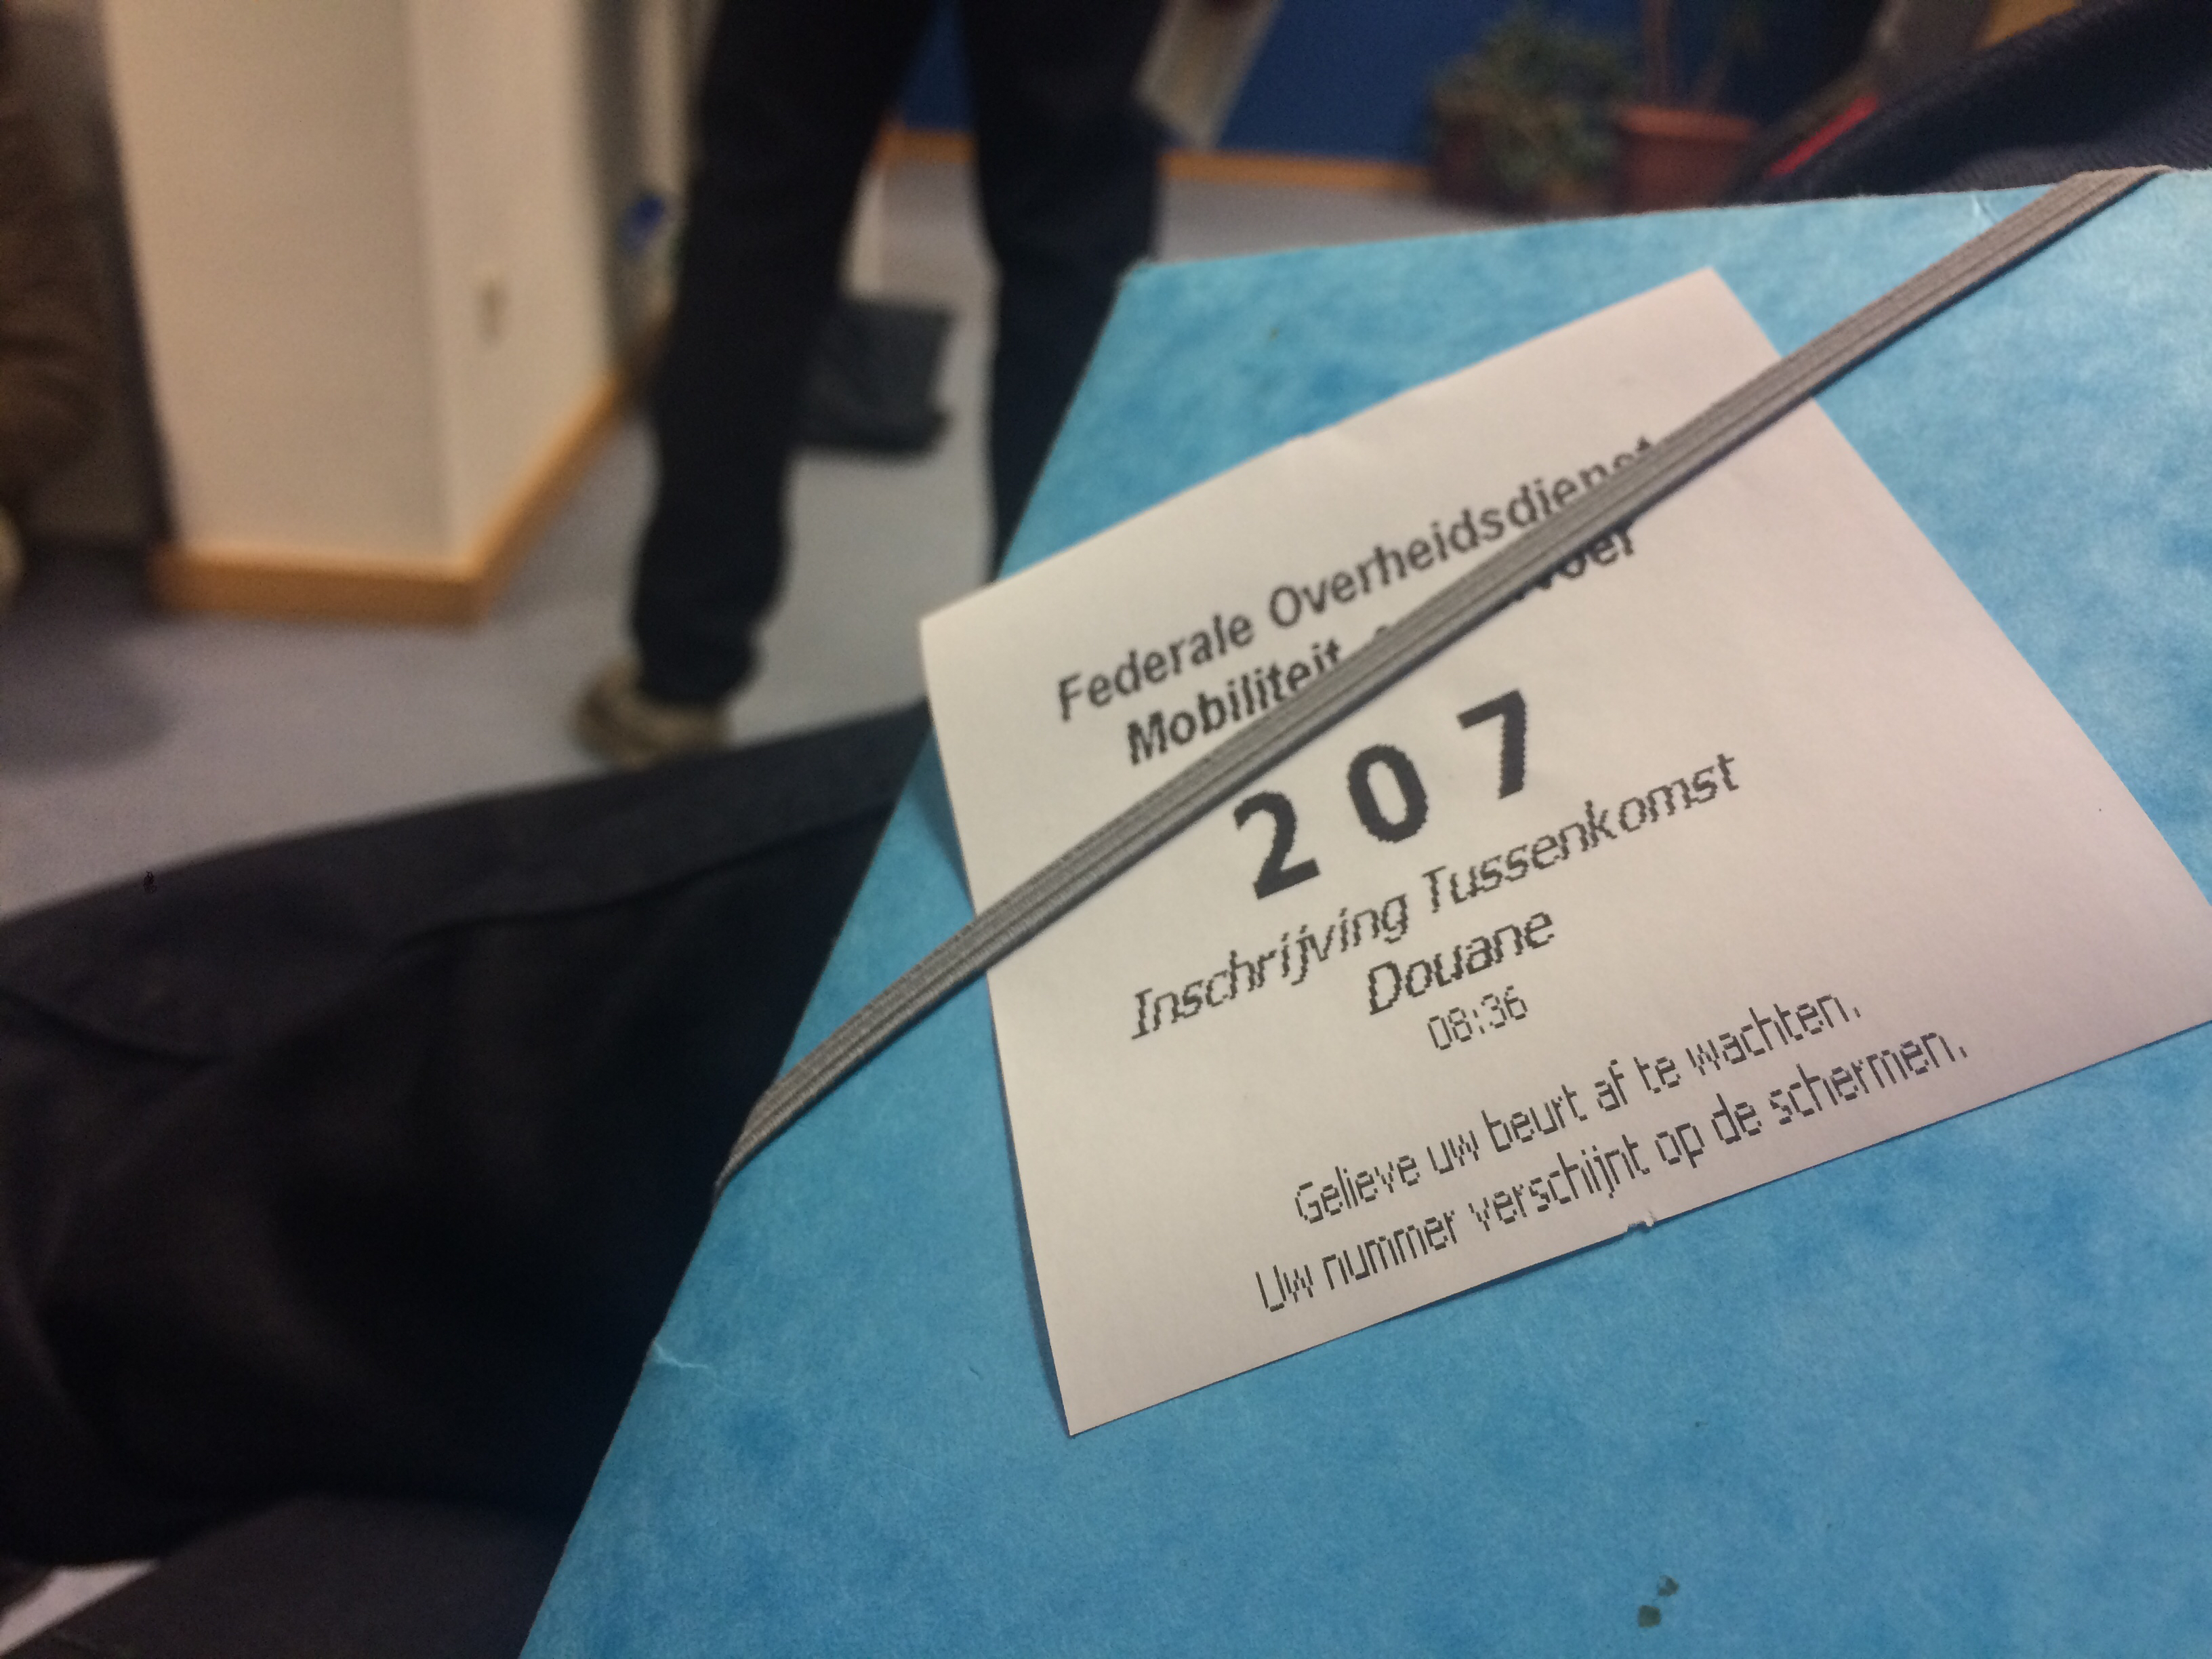 Federale Overheidsdienst
Mobiliteit
207
Inschrijving Tussenkomst
Douane
08:36
Gelieve uw beurt af te wachten.
Uw nummer verschijnt op de schermen.